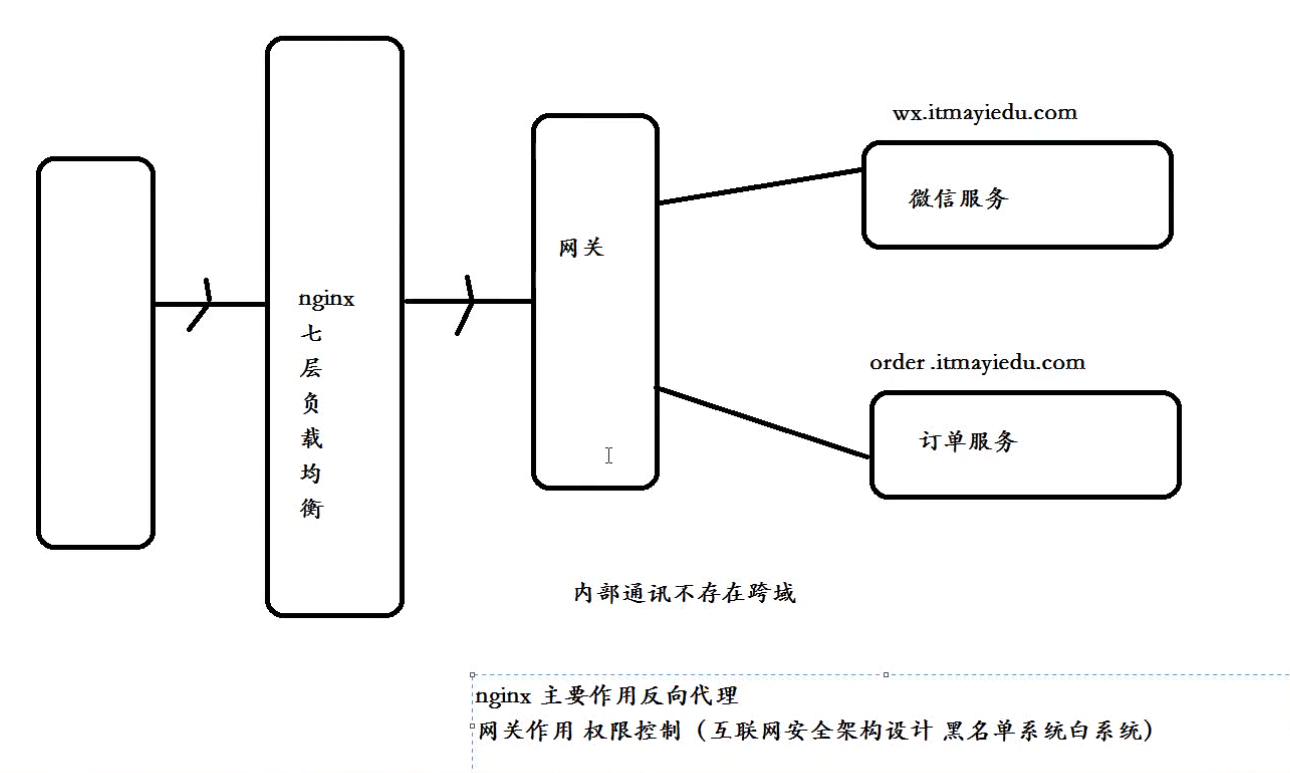 nginx
七
层
负
载
均
衡
网关
wx.itmayiedu.com
微信服务
order .itmayiedu.com
订单服务
内部通讯不存在跨域
nginx 主要作用反向代理
网关作用 权限控制（互联网安全架构设计 黑名单系统白系统）